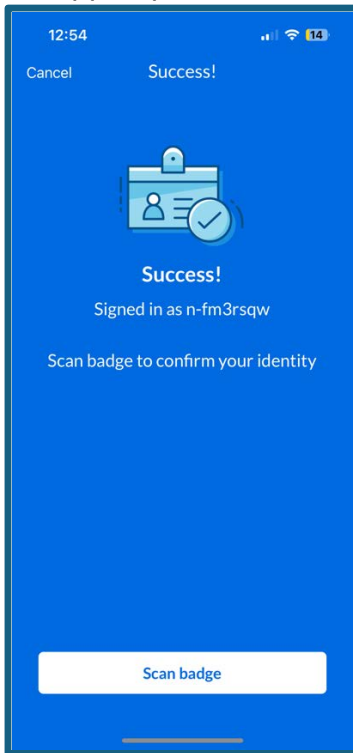 12:54
14
Cancel
Success!
Success!
Signed in as n-fm3rsqw
Scan badge to confirm your identity
Scan badge